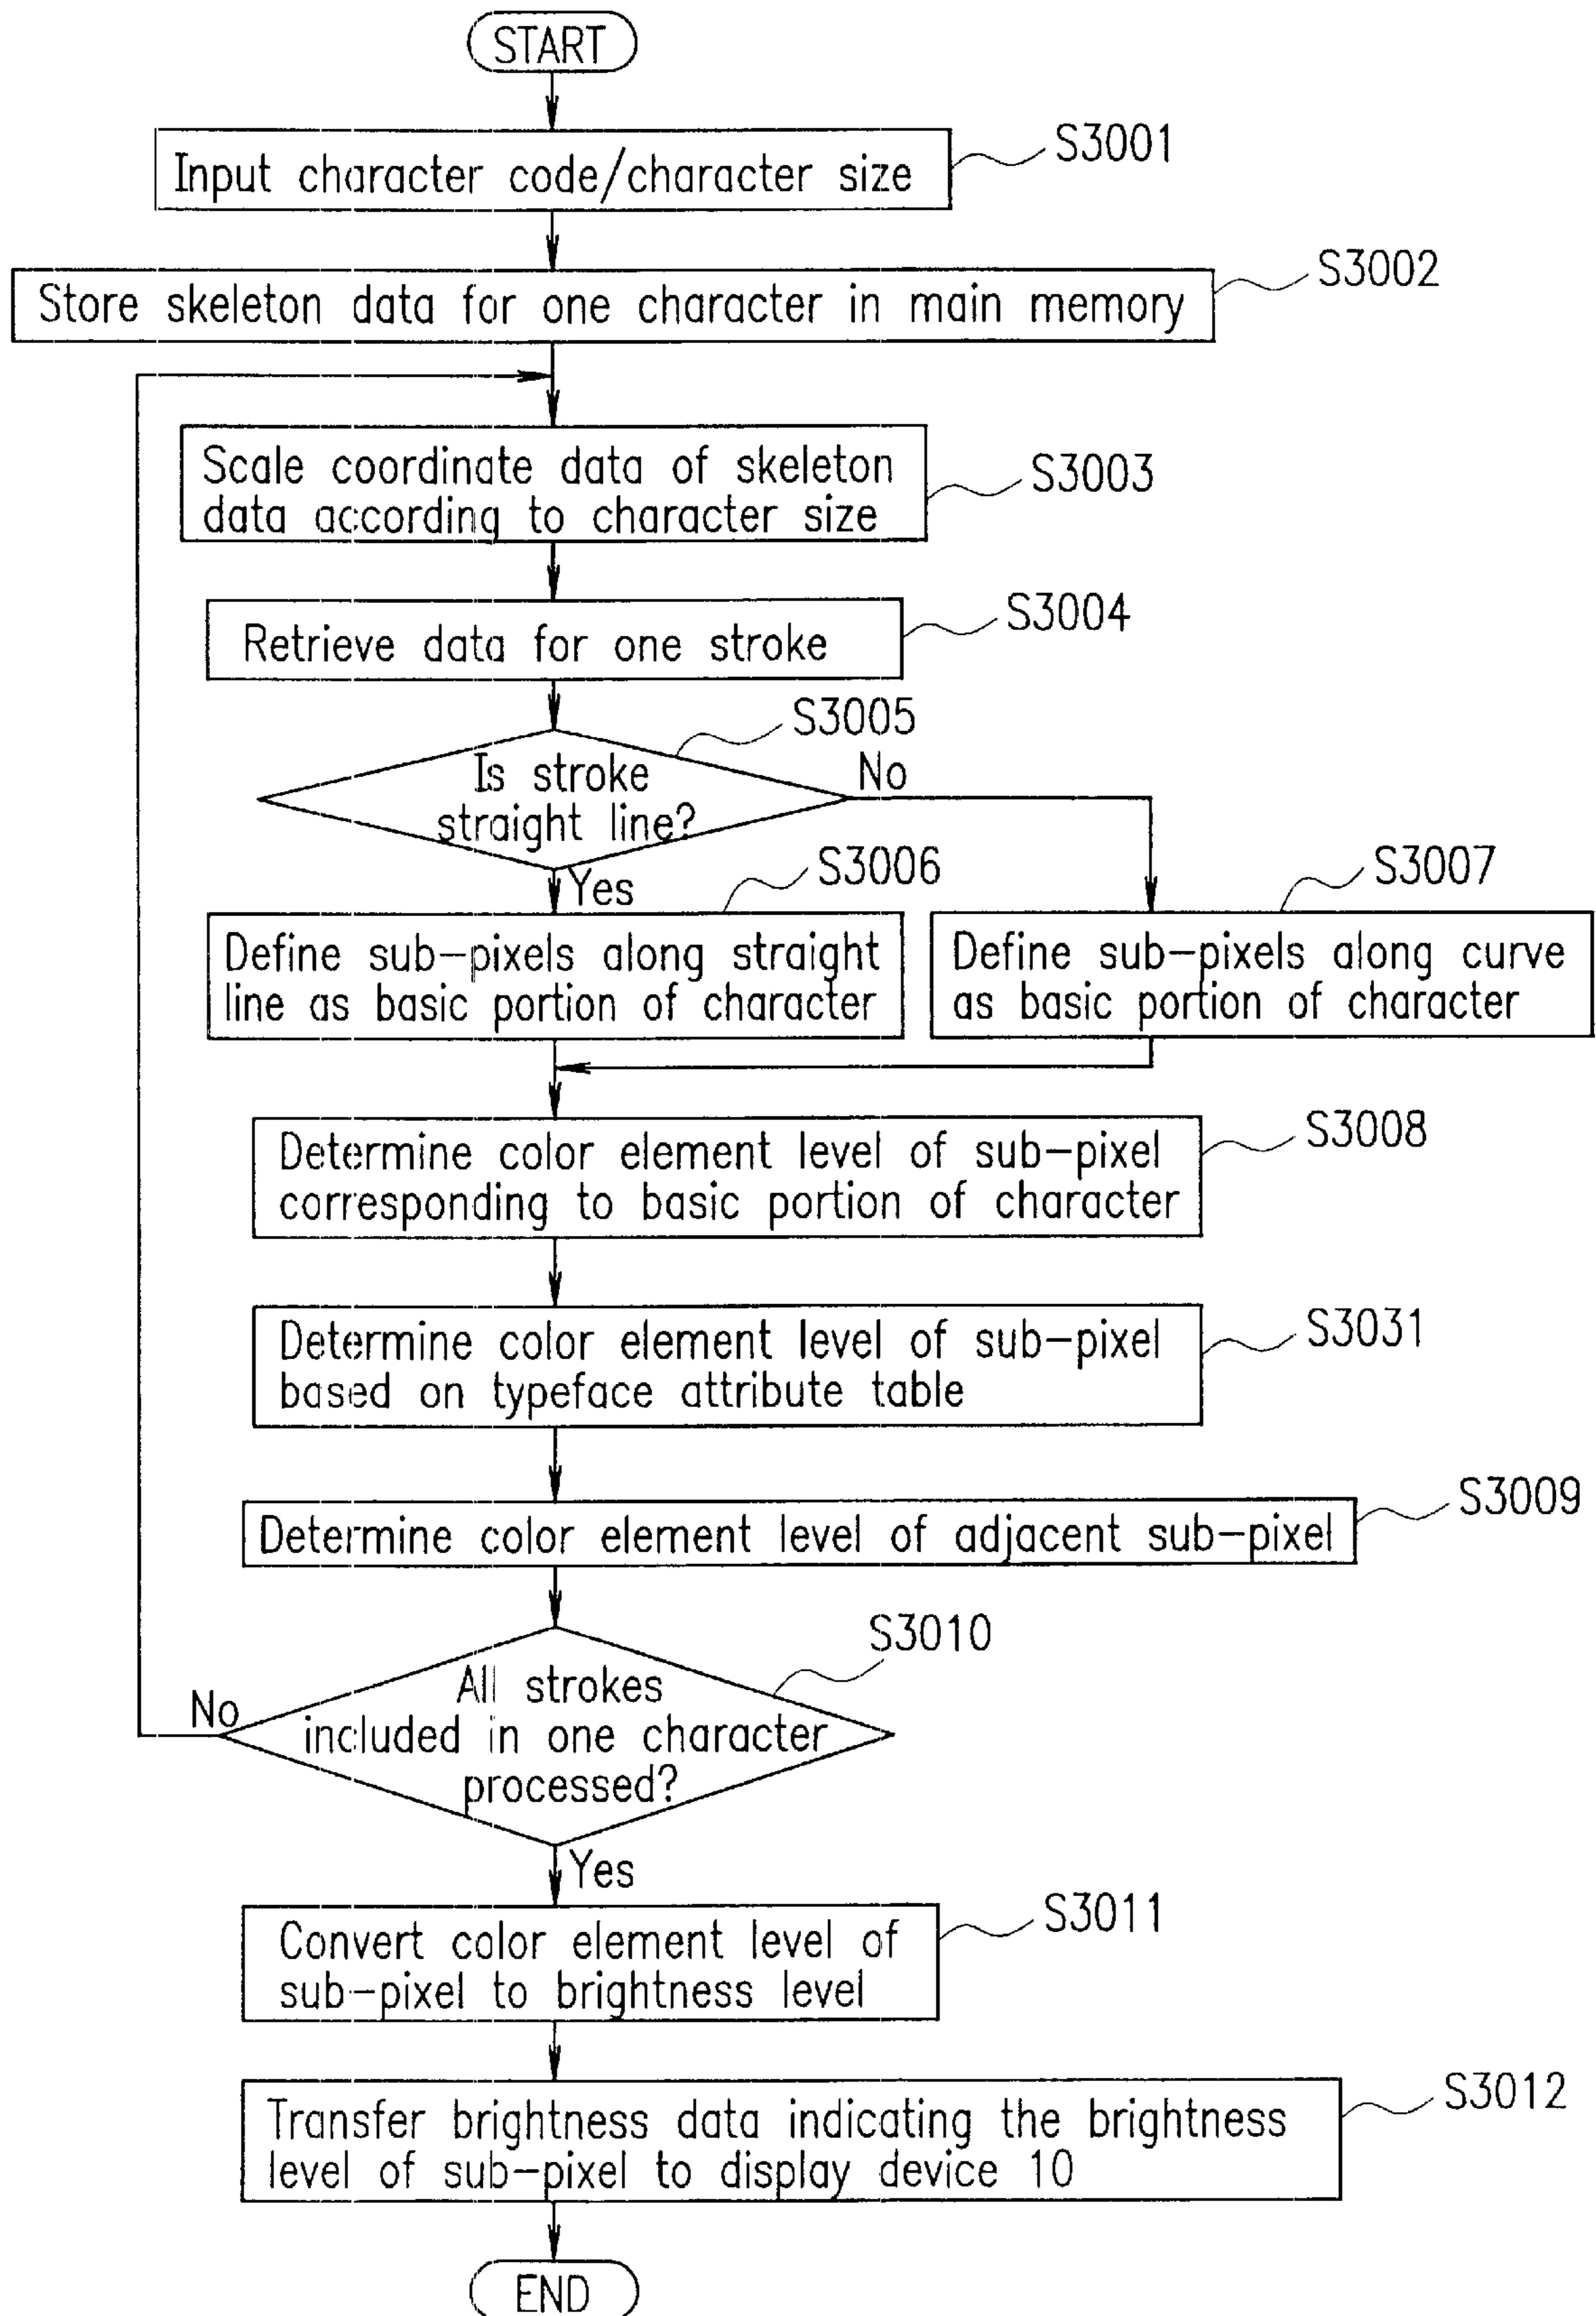 START
Input character code/character size
S3001
Store skeleton data for one character in main memory
S3002
Scale coordinate data of skeleton
data according to character size
S3003
Retrieve data for one stroke
S3004
Is stroke
straight line?
S3005
No
Yes
Define sub-pixels along straight
line as basic portion of character
S3006
Define sub-pixels along curve
as basic portion of character
S3007
Determine color element level of sub-pixel
corresponding to basic portion of character
S3008
Determine color element level of sub-pixel
based on typeface attribute table
S3031
Determine color element level of adjacent sub-pixel
S3009
All strokes
included in one character
processed?
S3010
No
Yes
Convert color element level of
sub-pixel to brightness level
S3011
Transfer brightness data indicating the brightness
level of sub-pixel to display device 10
S3012
END